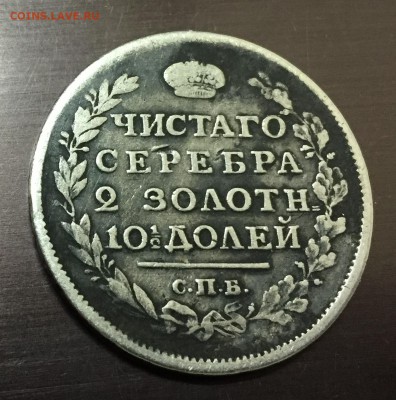 COINS.LAVE.RU
ЧИСТАГО
СЕРЕБРА
2 ЗОЛОТН=
10½ ДОЛЕЙ
С.П.Б.